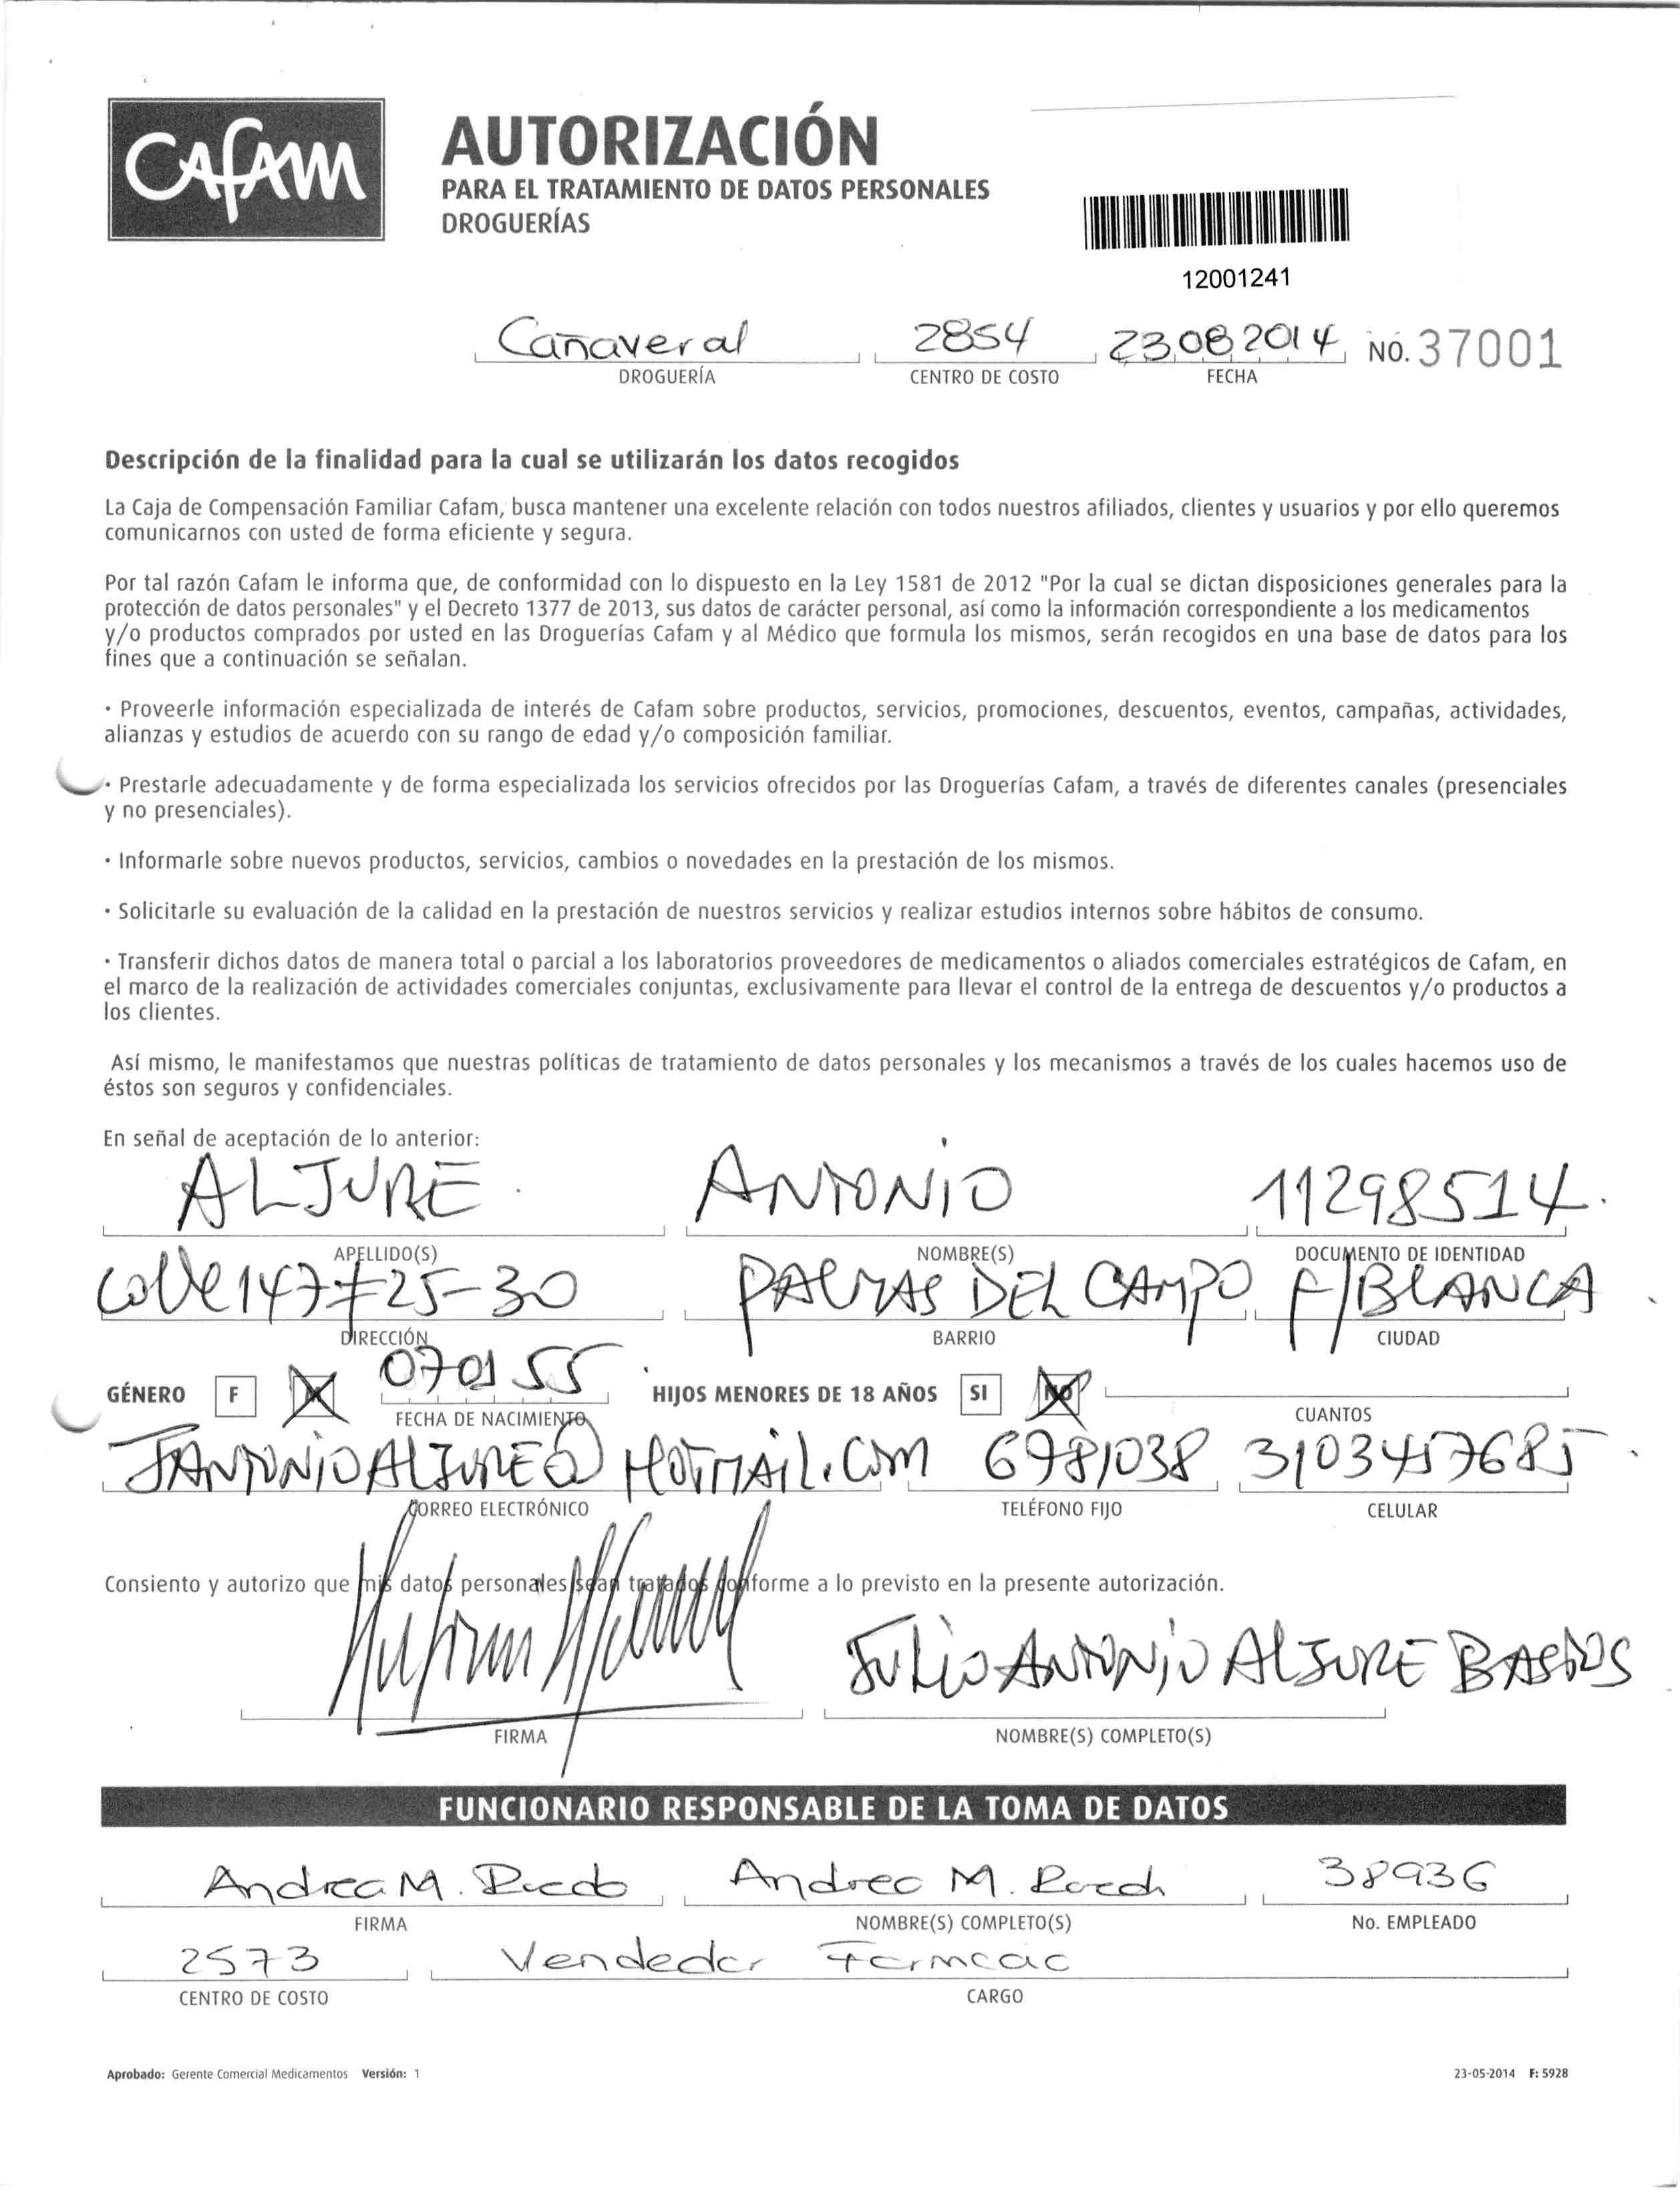 CAFAM
AUTORIZACIÓN
PARA EL TRATAMIENTO DE DATOS PERSONALES
DROGUERÍAS
12001241
Cañaveral 2854 23.08.2014 NO. 37001
DROGUERÍA CENTRO DE COSTO FECHA
Descripción de la finalidad para la cual se utilizarán los datos recogidos
La Caja de Compensación Familiar Cafam, busca mantener una excelente relación con todos nuestros afiliados, clientes y usuarios y por ello queremos
comunicarnos con usted de forma eficiente y segura.
Por tal razón Cafam le informa que, de conformidad con lo dispuesto en la Ley 1581 de 2012 "Por la cual se dictan disposiciones generales para la
protección de datos personales" y el Decreto 1377 de 2013, sus datos de carácter personal, así como la información correspondiente a los medicamentos
y/o productos comprados por usted en las Droguerías Cafam y al Médico que formula los mismos, serán recogidos en una base de datos para los
fines que a continuación se señalan.
• Proveerle información especializada de interés de Cafam sobre productos, servicios, promociones, descuentos, eventos, campañas, actividades,
alianzas y estudios de acuerdo con su rango de edad y/o composición familiar.
• Prestarle adecuadamente y de forma especializada los servicios ofrecidos por las Droguerías Cafam, a través de diferentes canales (presenciales
y no presenciales).
• Informarle sobre nuevos productos, servicios, cambios o novedades en la prestación de los mismos.
• Solicitarle su evaluación de la calidad en la prestación de nuestros servicios y realizar estudios internos sobre hábitos de consumo.
• Transferir dichos datos de manera total o parcial a los laboratorios proveedores de medicamentos o aliados comerciales estratégicos de Cafam, en
el marco de la realización de actividades comerciales conjuntas, exclusivamente para llevar el control de la entrega de descuentos y/o productos a
los clientes.
Así mismo, le manifestamos que nuestras políticas de tratamiento de datos personales y los mecanismos a través de los cuales hacemos uso de
éstos son seguros y confidenciales.
En señal de aceptación de lo anterior:
ALJURE ANTONIO 11298514.
APELLIDO(S) NOMBRE(S) DOCUMENTO DE IDENTIDAD
Calle 147#25-30 PALMAS DEL CAMPO F/BLANCA
DIRECCIÓN BARRIO CIUDAD
GÉNERO F M 070155 HIJOS MENORES DE 18 AÑOS SI NO
FECHA DE NACIMIENTO CUANTOS
JANTONIOALJURE@HOTMAIL.COM 6781038 3103457685
CORREO ELECTRÓNICO TELÉFONO FIJO CELULAR
Consiento y autorizo que mis datos personales sean tratados conforme a lo previsto en la presente autorización.
JULIO ANTONIO ALJURE BASTOS
FIRMA NOMBRE(S) COMPLETO(S)
FUNCIONARIO RESPONSABLE DE LA TOMA DE DATOS
Andrea M. Andrea M. 38936
FIRMA NOMBRE(S) COMPLETO(S) No. EMPLEADO
2573 Vendedor
CENTRO DE COSTO CARGO
Aprobado: Gerente Comercial Medicamentos Versión: 1 23-05-2014 F: 5928